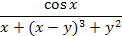 cos x
x + (x − y)³ + y²